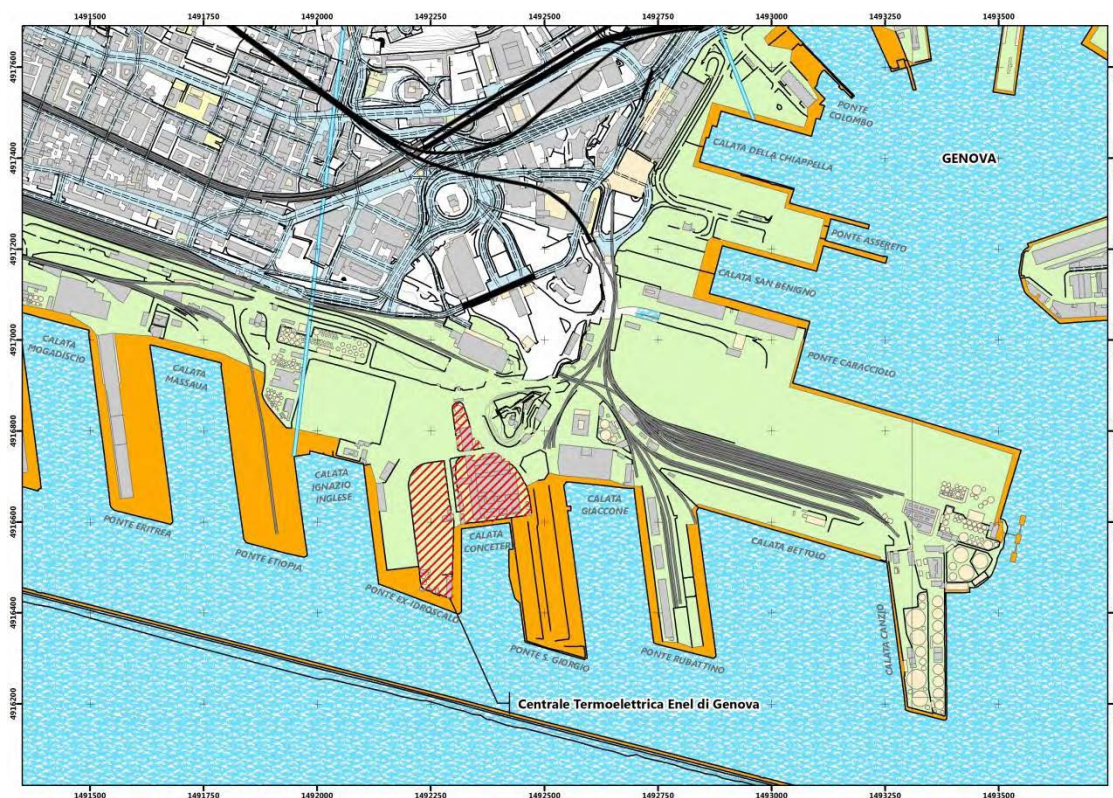 1491500 1491750 1492000 1492250 1492500 1492750 1493000 1493250 1493500
4917600
4917400
4917200
4917000
4916800
4916600
4916400
4916200
PONTE
COLOMBO
CALATA DELLA CHIAPPELLA
GENOVA
PONTE ASSERETO
CALATA SAN BENIGNO
CALATA
MOGADISCIO
CALATA
MASSAUA
PONTE CARACCIOLO
CALATA
IGNAZIO
INGLESE
CALATA
GIACCONE
PONTE ERITREA
CALATA
CONCETER
CALATA BETTOLO
PONTE ETIOPIA
PONTE EX-IDROSCALO
PONTE S. GIORGIO
PONTE RUBATTINO
CALATA CANZIO
Centrale Termoelettrica Enel di Genova
1491500 1491750 1492000 1492250 1492500 1492750 1493000 1493250 1493500